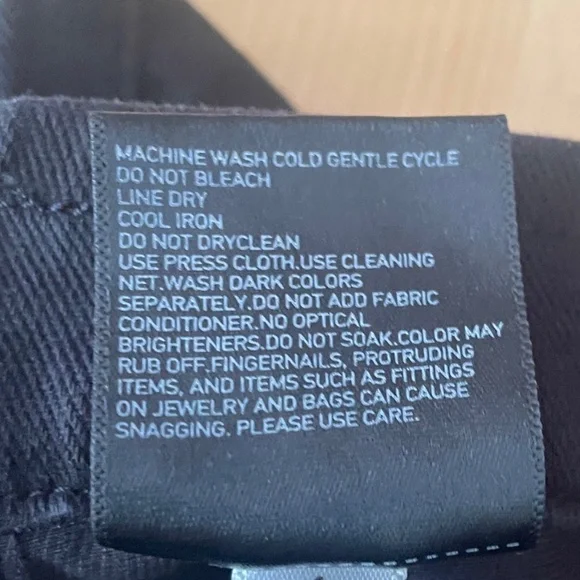 MACHINE WASH COLD GENTLE CYCLE
DO NOT BLEACH
LINE DRY
COOL IRON
DO NOT DRYCLEAN
USE PRESS CLOTH.USE CLEANING
NET.WASH DARK COLORS
SEPARATELY.DO NOT ADD FABRIC
CONDITIONER.NO OPTICAL
BRIGHTENERS.DO NOT SOAK.COLOR MAY
RUB OFF.FINGERNAILS, PROTRUDING
ITEMS, AND ITEMS SUCH AS FITTINGS
ON JEWELRY AND BAGS CAN CAUSE
SNAGGING. PLEASE USE CARE.